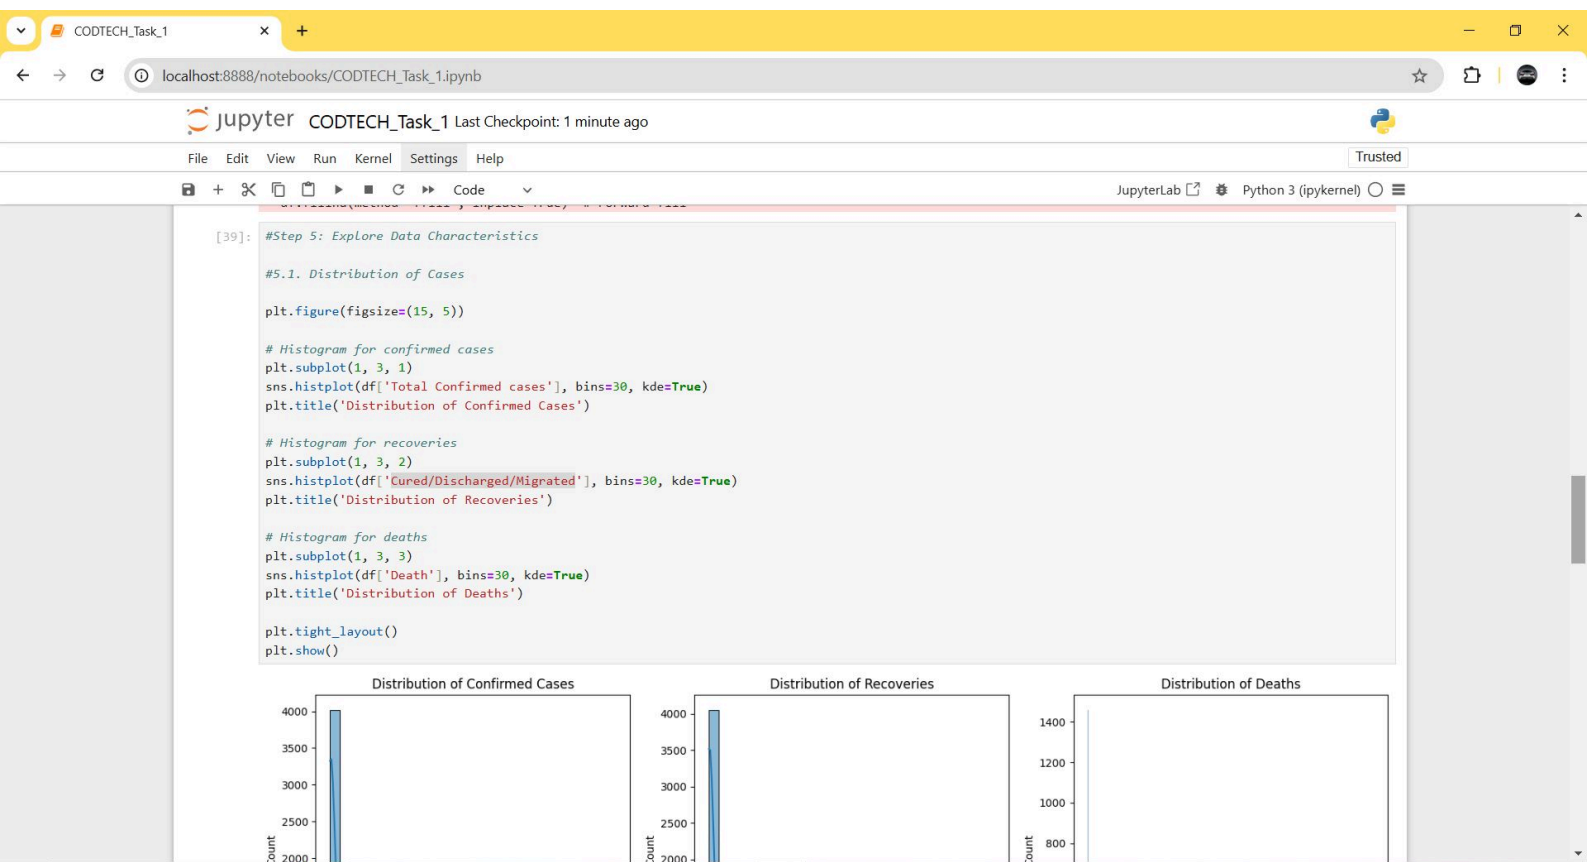 CODTECH_Task_1
localhost:8888/notebooks/CODTECH_Task_1.ipynb
jupyter CODTECH_Task_1 Last Checkpoint: 1 minute ago
File Edit View Run Kernel Settings Help Trusted
Code JupyterLab Python 3 (ipykernel)
[39]: #Step 5: Explore Data Characteristics
#5.1. Distribution of Cases
plt.figure(figsize=(15, 5))
# Histogram for confirmed cases
plt.subplot(1, 3, 1)
sns.histplot(df['Total Confirmed cases'], bins=30, kde=True)
plt.title('Distribution of Confirmed Cases')
# Histogram for recoveries
plt.subplot(1, 3, 2)
sns.histplot(df['Cured/Discharged/Migrated'], bins=30, kde=True)
plt.title('Distribution of Recoveries')
# Histogram for deaths
plt.subplot(1, 3, 3)
sns.histplot(df['Death'], bins=30, kde=True)
plt.title('Distribution of Deaths')
plt.tight_layout()
plt.show()
Distribution of Confirmed Cases
4000
3500
3000
2500
2000
Distribution of Recoveries
4000
3500
3000
2500
2000
Distribution of Deaths
1400
1200
1000
800